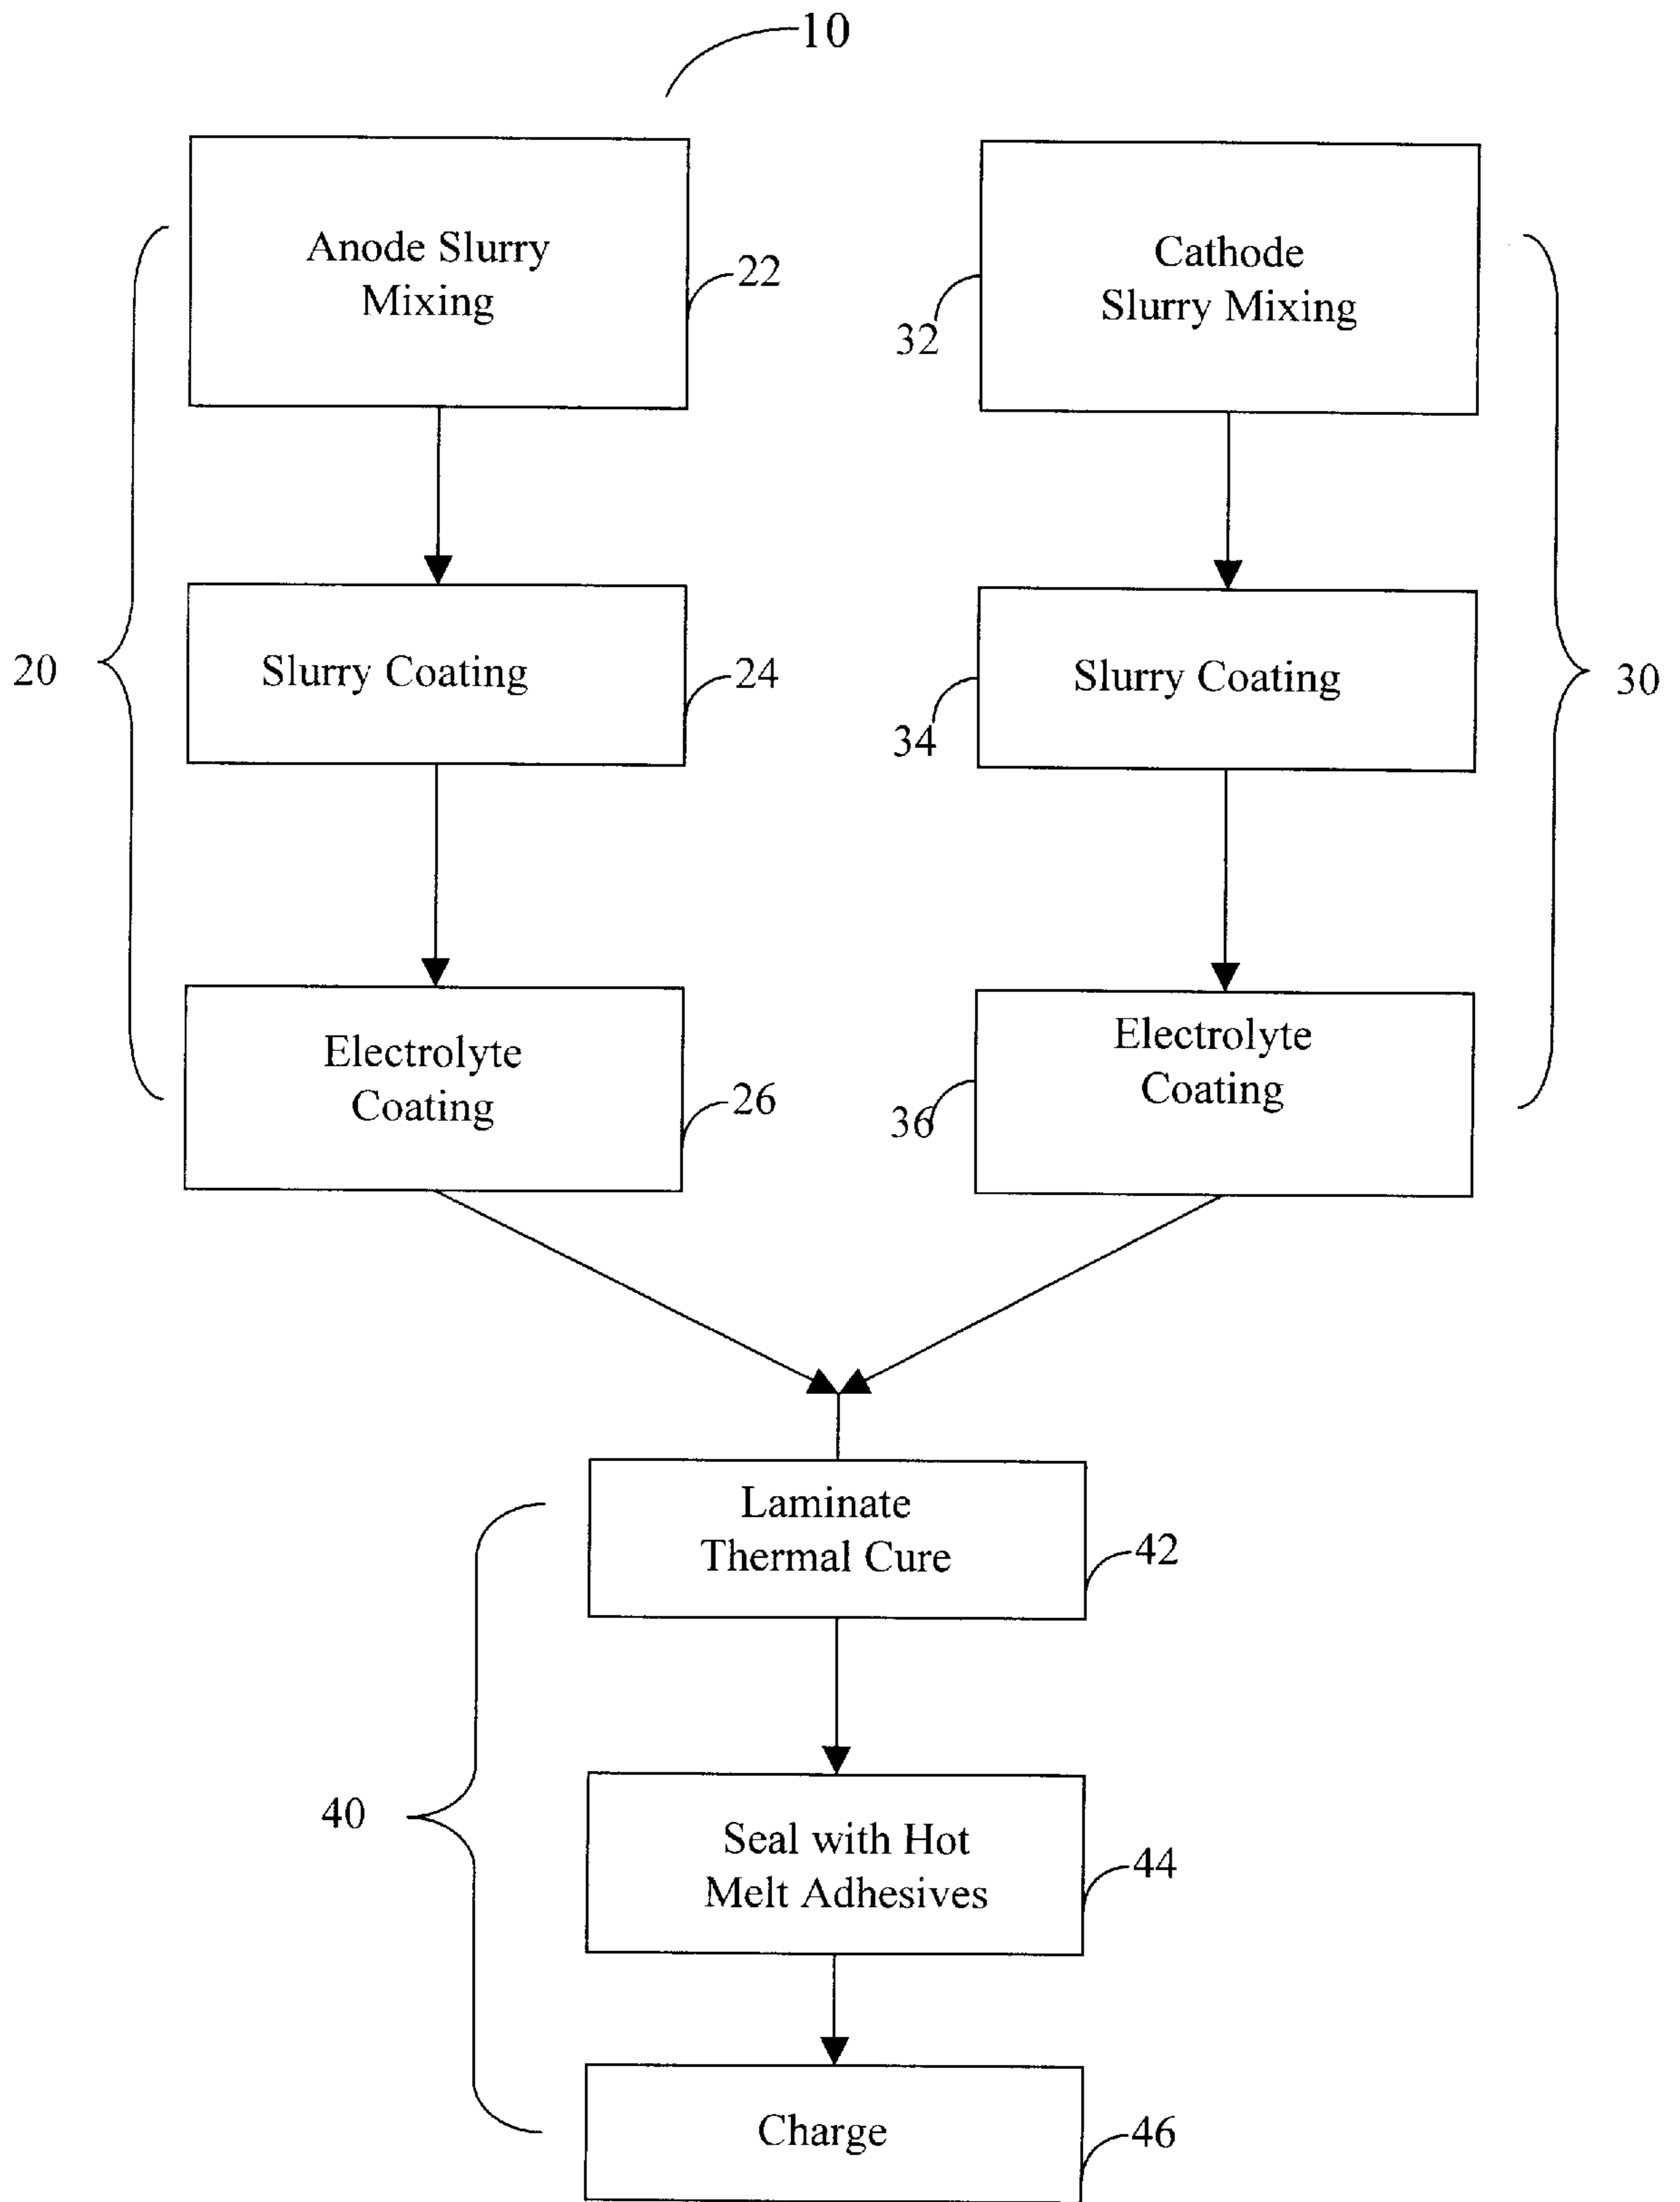 10
Anode Slurry
Mixing
22
Cathode
Slurry Mixing
32
20
Slurry Coating
24
Slurry Coating
34
30
Electrolyte
Coating
26
Electrolyte
Coating
36
Laminate
Thermal Cure
42
40
Seal with Hot
Melt Adhesives
44
Charge
46